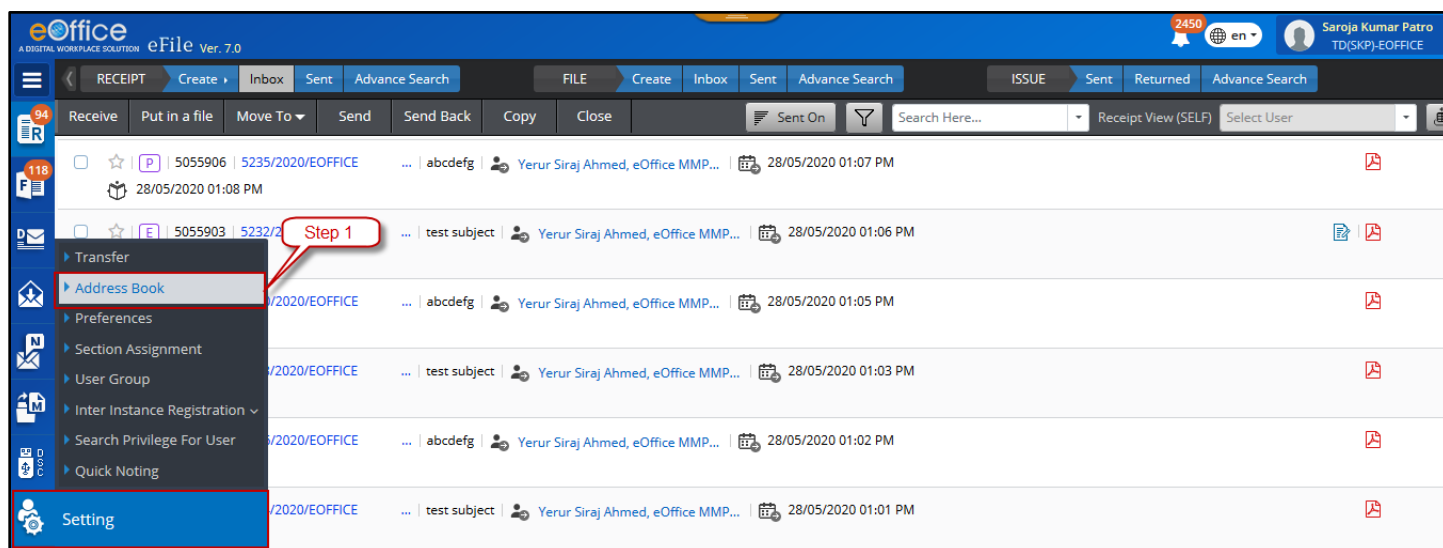 eOffice
A DIGITAL WORKPLACE SOLUTION eFile Ver. 7.0
2450
en
Saroja Kumar Patro
TD(SKP)-EOFFICE
RECEIPT Create Inbox Sent Advance Search FILE Create Inbox Sent Advance Search ISSUE Sent Returned Advance Search
94
R
Receive Put in a file Move To Send Send Back Copy Close Sent On Search Here... Receipt View (SELF) Select User
P 5055906 5235/2020/EOFFICE ... abcdefg Yerur Siraj Ahmed, eOffice MMP... 28/05/2020 01:07 PM
118
F
28/05/2020 01:08 PM
D
E 5055903 5232/2 Step 1 ... test subject Yerur Siraj Ahmed, eOffice MMP... 28/05/2020 01:06 PM
Transfer
Address Book
/2020/EOFFICE ... abcdefg Yerur Siraj Ahmed, eOffice MMP... 28/05/2020 01:05 PM
Preferences
N
Section Assignment
/2020/EOFFICE ... test subject Yerur Siraj Ahmed, eOffice MMP... 28/05/2020 01:03 PM
User Group
M
Inter Instance Registration
Search Privilege For User
/2020/EOFFICE ... abcdefg Yerur Siraj Ahmed, eOffice MMP... 28/05/2020 01:02 PM
DSC
Quick Noting
Setting
/2020/EOFFICE ... test subject Yerur Siraj Ahmed, eOffice MMP... 28/05/2020 01:01 PM